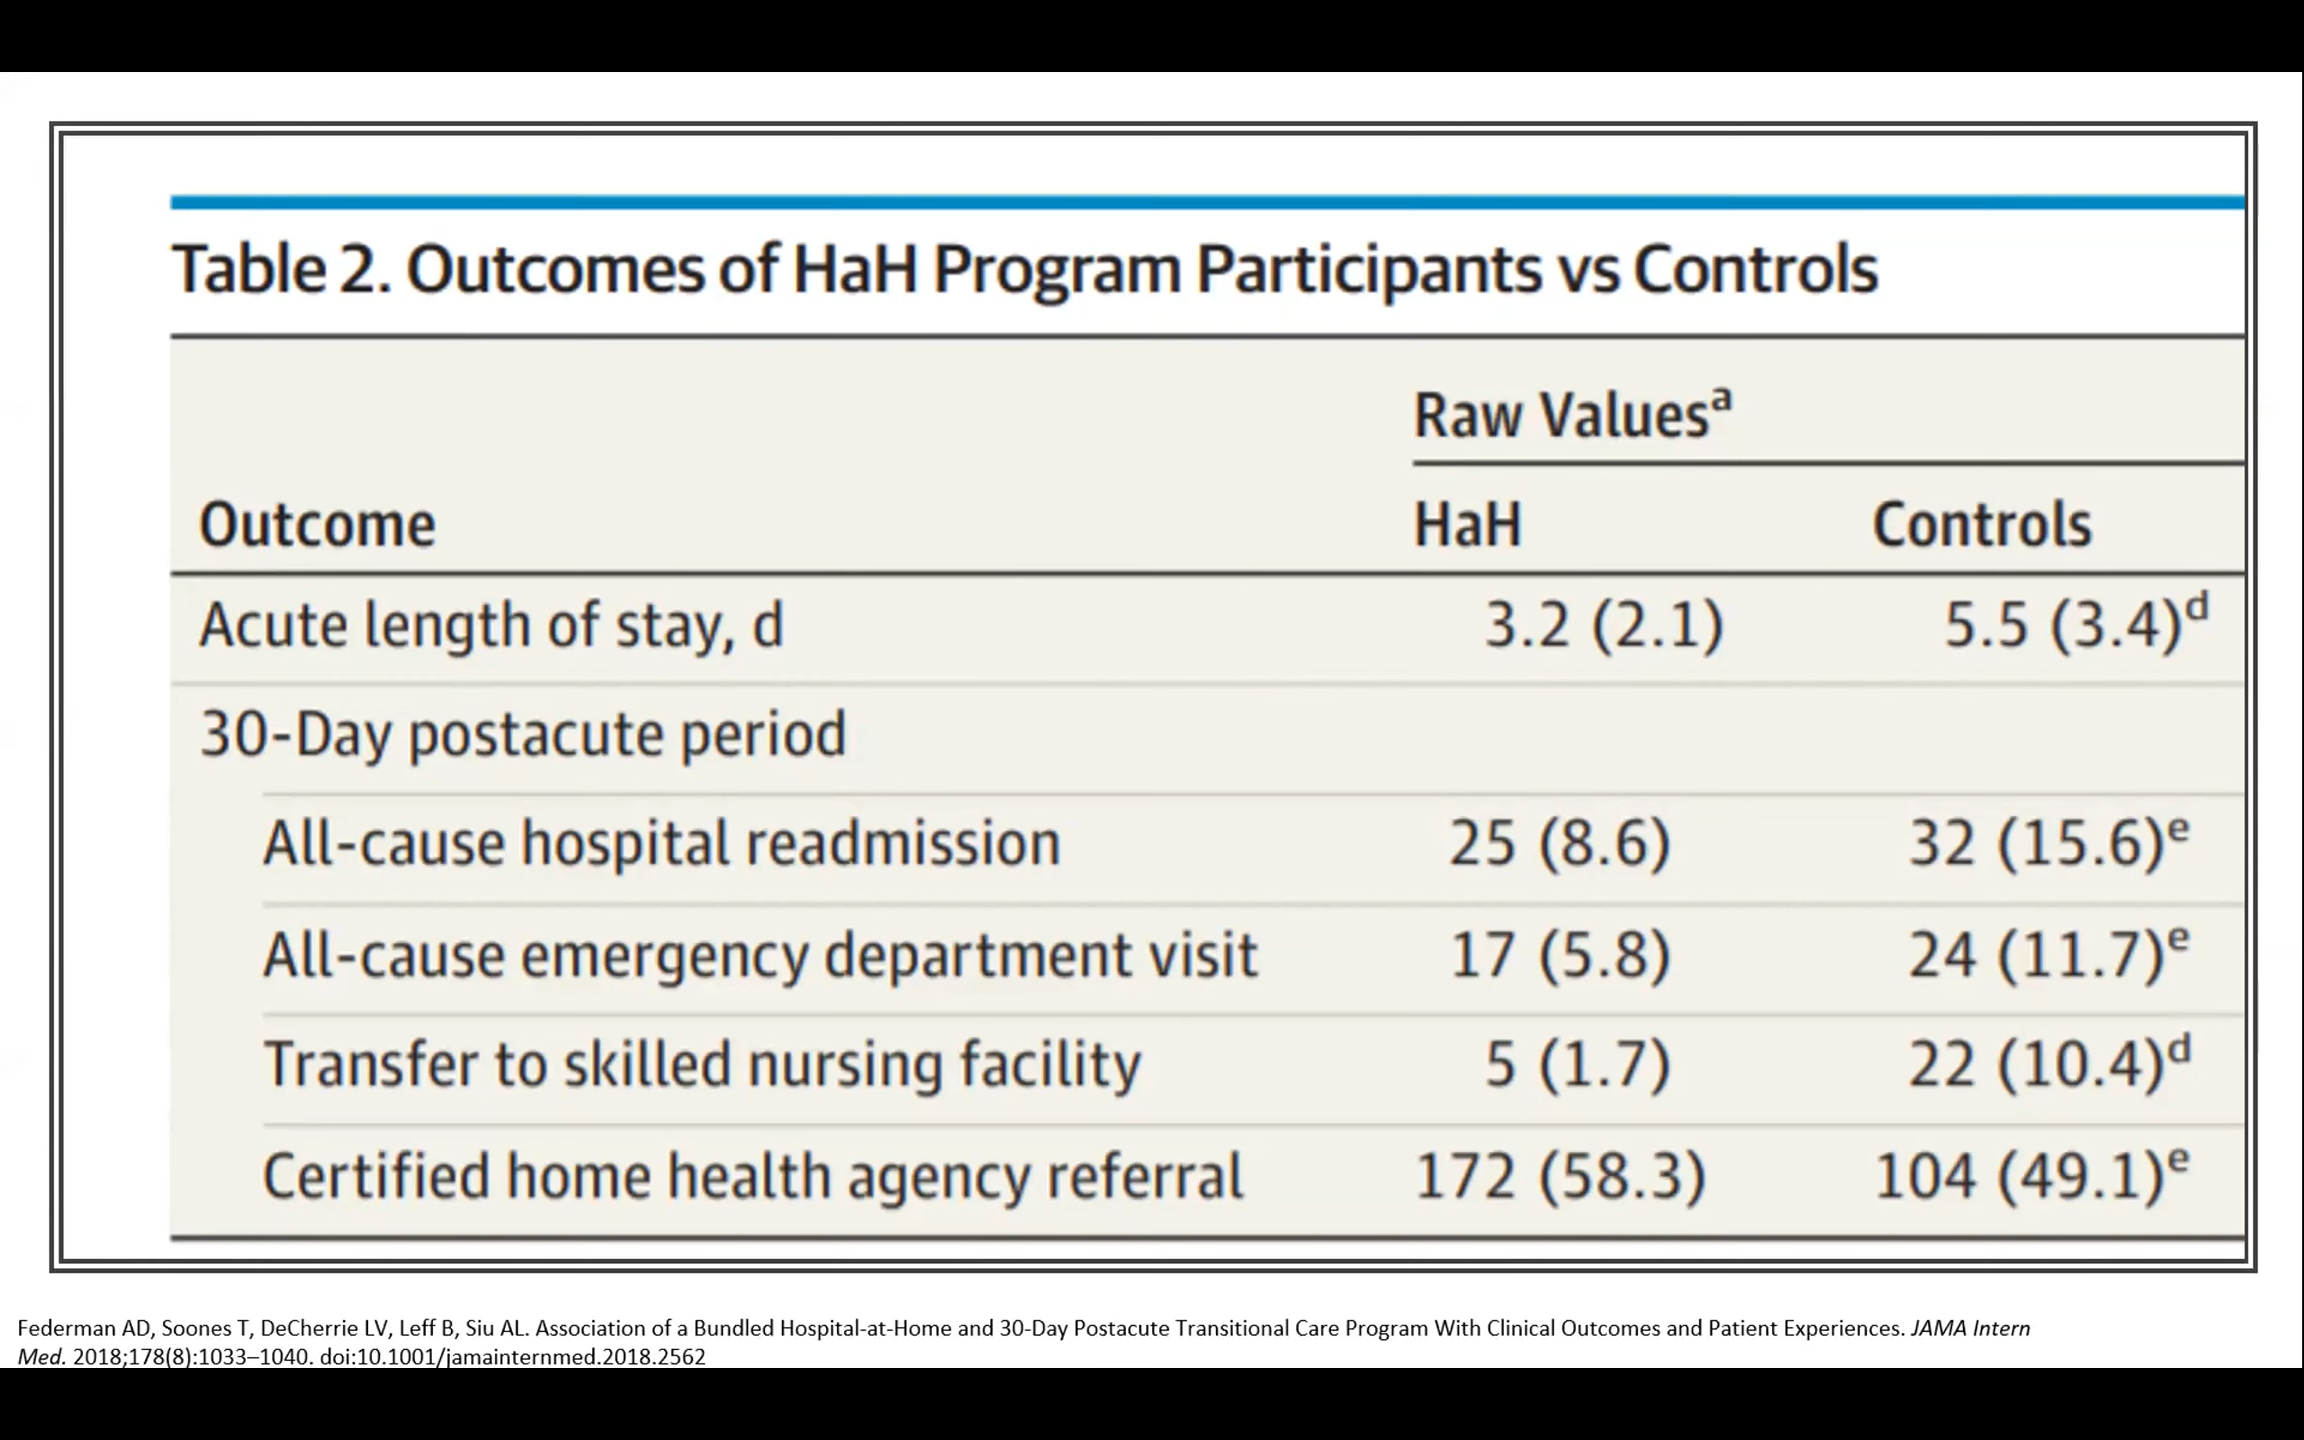 Table 2. Outcomes of HaH Program Participants vs Controls
Raw Valuesᵃ
Outcome HaH Controls
Acute length of stay, d 3.2 (2.1) 5.5 (3.4)ᵈ
30-Day postacute period
All-cause hospital readmission 25 (8.6) 32 (15.6)ᵉ
All-cause emergency department visit 17 (5.8) 24 (11.7)ᵉ
Transfer to skilled nursing facility 5 (1.7) 22 (10.4)ᵈ
Certified home health agency referral 172 (58.3) 104 (49.1)ᵉ
Federman AD, Soones T, DeCherrie LV, Leff B, Siu AL. Association of a Bundled Hospital-at-Home and 30-Day Postacute Transitional Care Program With Clinical Outcomes and Patient Experiences. JAMA Intern
Med. 2018;178(8):1033–1040. doi:10.1001/jamainternmed.2018.2562